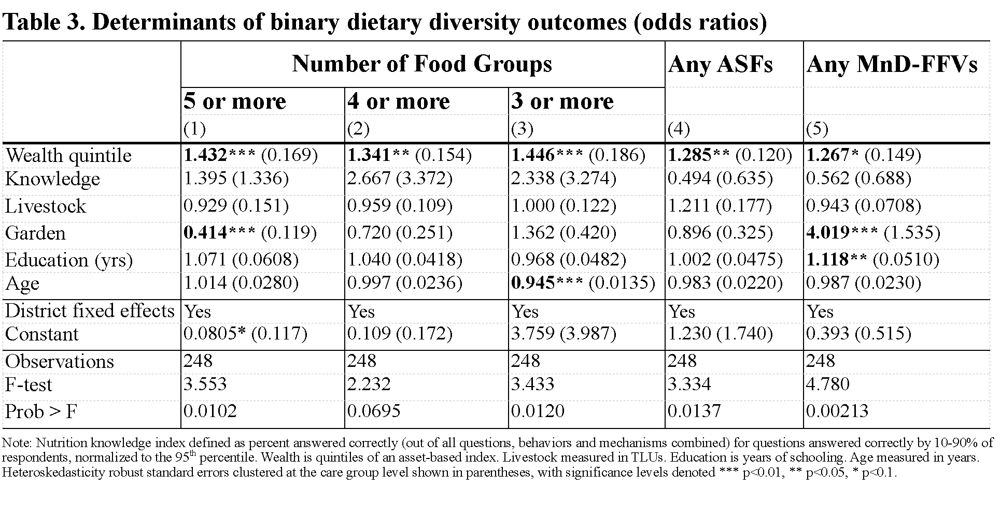 Table 3. Determinants of binary dietary diversity outcomes (odds ratios)
Number of Food Groups Any ASFs Any MnD-FFVs
5 or more 4 or more 3 or more
(1) (2) (3) (4) (5)
Wealth quintile 1.432*** (0.169) 1.341** (0.154) 1.446*** (0.186) 1.285** (0.120) 1.267* (0.149)
Knowledge 1.395 (1.336) 2.667 (3.372) 2.338 (3.274) 0.494 (0.635) 0.562 (0.688)
Livestock 0.929 (0.151) 0.959 (0.109) 1.000 (0.122) 1.211 (0.177) 0.943 (0.0708)
Garden 0.414*** (0.119) 0.720 (0.251) 1.362 (0.420) 0.896 (0.325) 4.019*** (1.535)
Education (yrs) 1.071 (0.0608) 1.040 (0.0418) 0.968 (0.0482) 1.002 (0.0475) 1.118** (0.0510)
Age 1.014 (0.0280) 0.997 (0.0236) 0.945*** (0.0135) 0.983 (0.0220) 0.987 (0.0230)
District fixed effects Yes Yes Yes Yes Yes
Constant 0.0805* (0.117) 0.109 (0.172) 3.759 (3.987) 1.230 (1.740) 0.393 (0.515)
Observations 248 248 248 248 248
F-test 3.553 2.232 3.433 3.334 4.780
Prob > F 0.0102 0.0695 0.0120 0.0137 0.00213
Note: Nutrition knowledge index defined as percent answered correctly (out of all questions, behaviors and mechanisms combined) for questions answered correctly by 10-90% of
respondents, normalized to the 95th percentile. Wealth is quintiles of an asset-based index. Livestock measured in TLUs. Education is years of schooling. Age measured in years.
Heteroskedasticity robust standard errors clustered at the care group level shown in parentheses, with significance levels denoted *** p<0.01, ** p<0.05, * p<0.1.